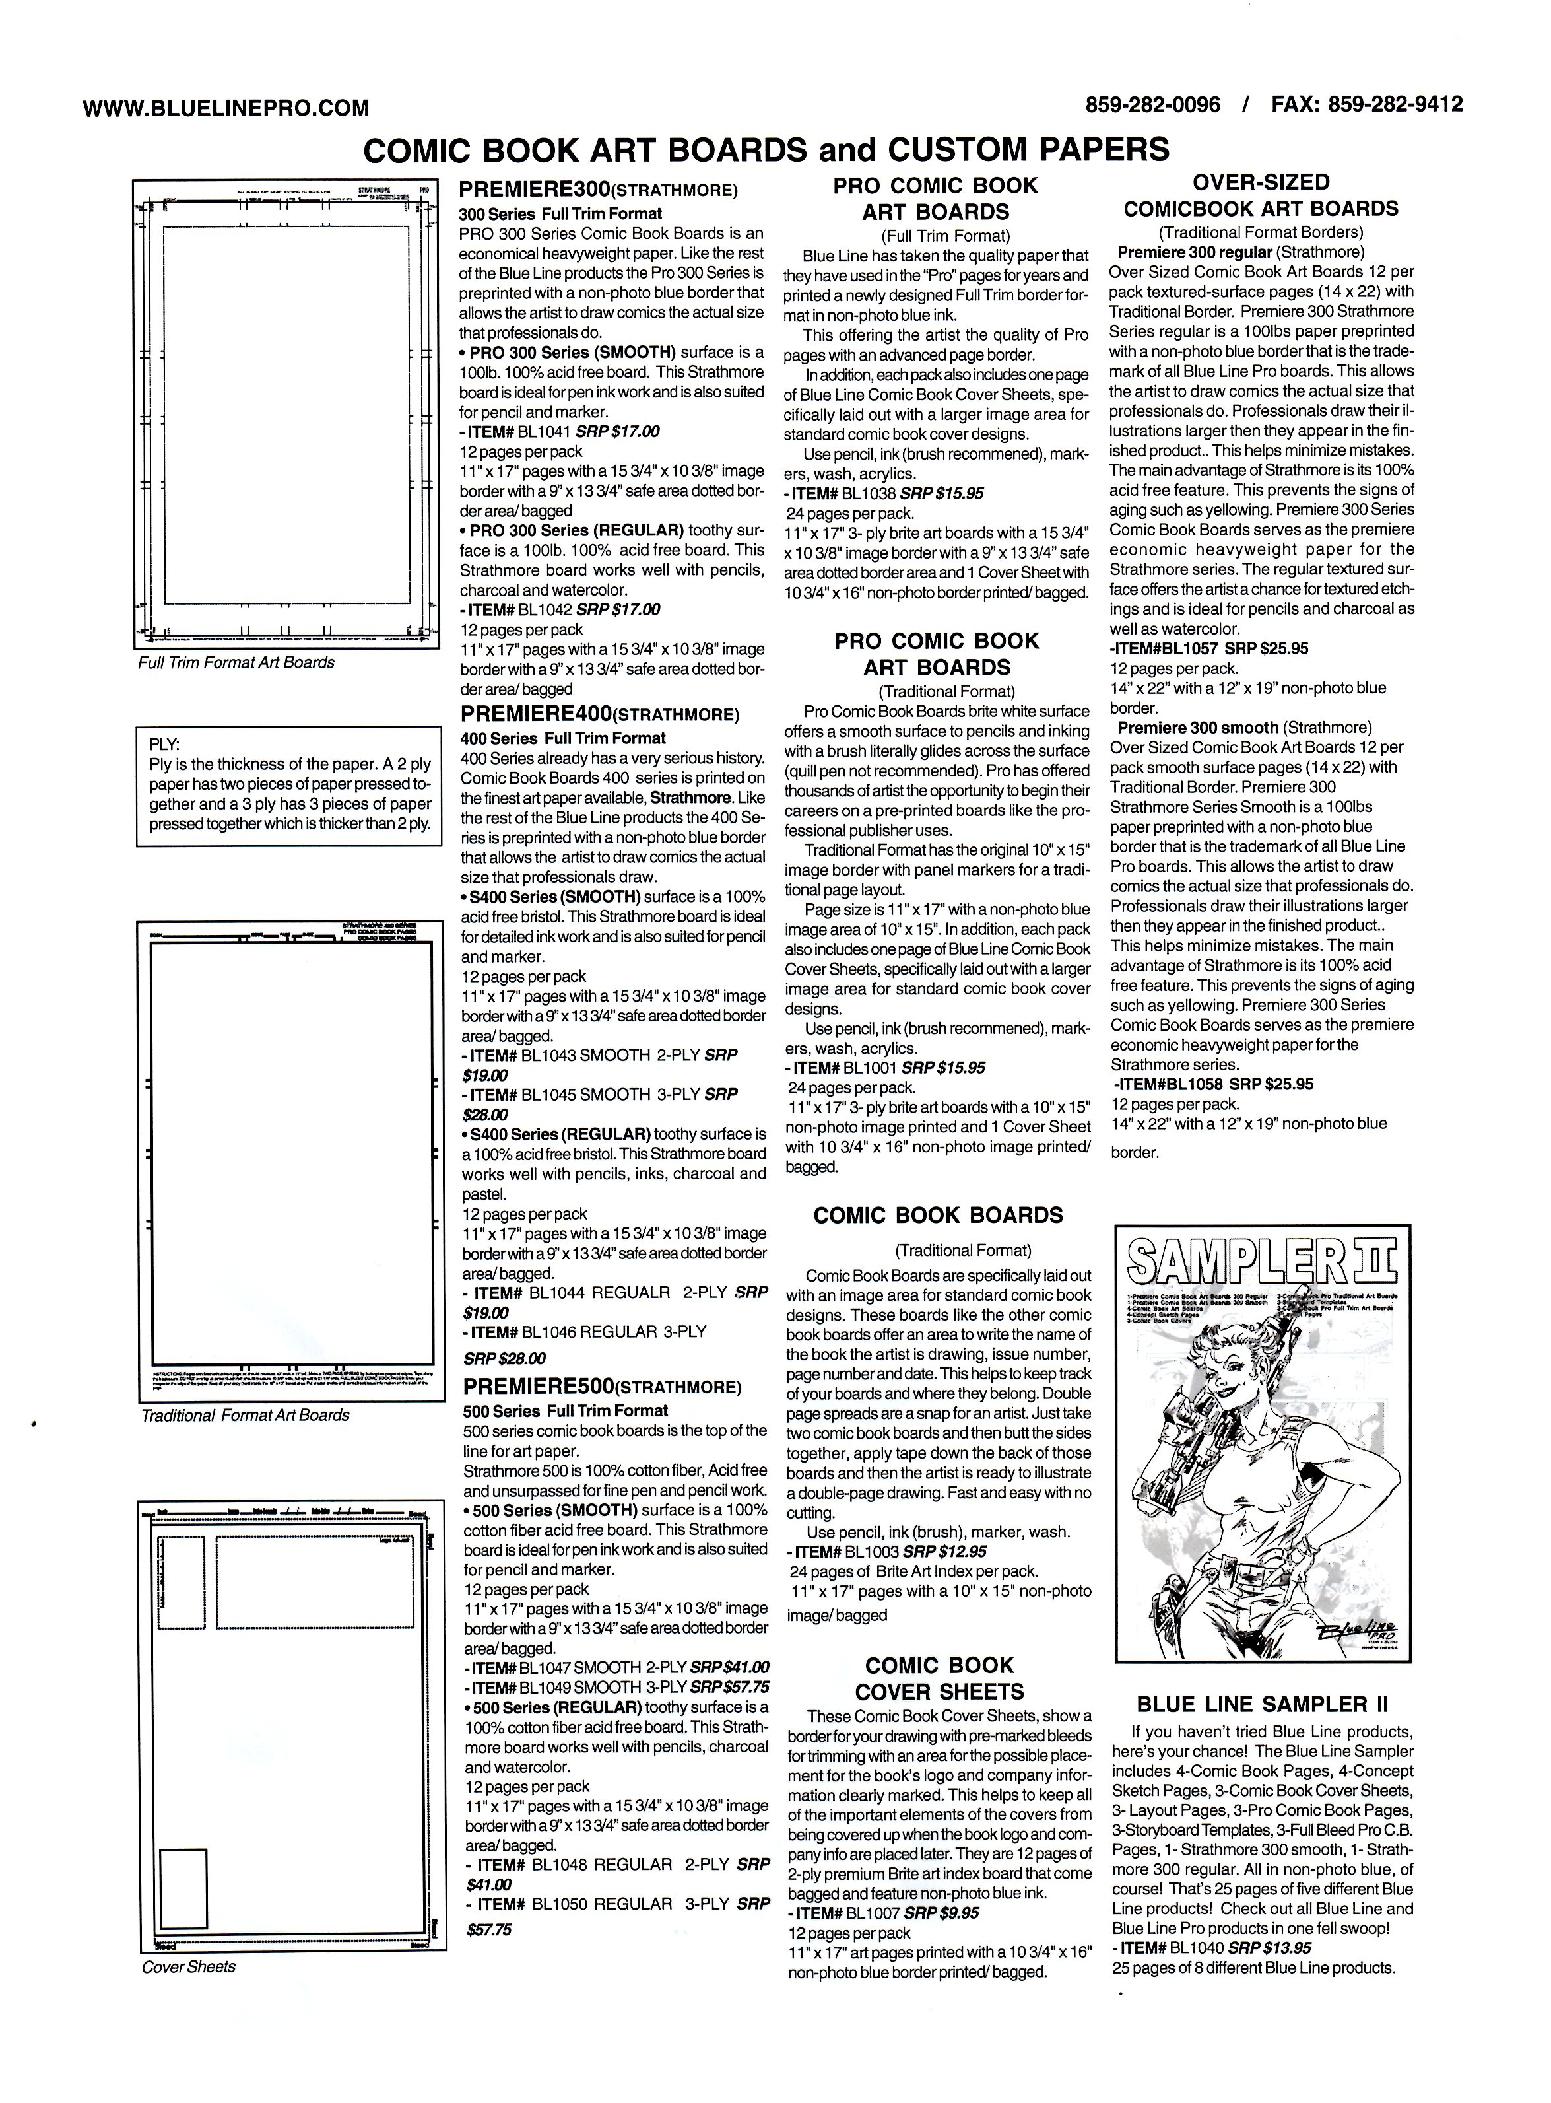 WWW.BLUELINEPRO.COM
859-282-0096 / FAX: 859-282-9412
COMIC BOOK ART BOARDS and CUSTOM PAPERS
Full Trim Format Art Boards
PLY:
Ply is the thickness of the paper. A 2 ply
paper has two pieces of paper pressed to-
gether and a 3 ply has 3 pieces of paper
pressed together which is thicker than 2 ply.
Traditional Format Art Boards
Cover Sheets
PREMIERE300(STRATHMORE)
300 Series Full Trim Format
PRO 300 Series Comic Book Boards is an
economical heavyweight paper. Like the rest
of the Blue Line products the Pro 300 Series is
preprinted with a non-photo blue border that
allows the artist to draw comics the actual size
that professionals do.
• PRO 300 Series (SMOOTH) surface is a
100lb. 100% acid free board. This Strathmore
board is ideal for pen ink work and is also suited
for pencil and marker.
- ITEM# BL1041 SRP $17.00
12 pages per pack
11" x 17" pages with a 15 3/4" x 10 3/8" image
border with a 9" x 13 3/4" safe area dotted bor-
der area/ bagged
• PRO 300 Series (REGULAR) toothy sur-
face is a 100lb. 100% acid free board. This
Strathmore board works well with pencils,
charcoal and watercolor.
- ITEM# BL1042 SRP $17.00
12 pages per pack
11" x 17" pages with a 15 3/4" x 10 3/8" image
border with a 9" x 13 3/4" safe area dotted bor-
der area/ bagged
PREMIERE400(STRATHMORE)
400 Series Full Trim Format
400 Series already has a very serious history.
Comic Book Boards 400 series is printed on
the finest art paper available, Strathmore. Like
the rest of the Blue Line products the 400 Se-
ries is preprinted with a non-photo blue border
that allows the artist to draw comics the actual
size that professionals draw.
• S400 Series (SMOOTH) surface is a 100%
acid free bristol. This Strathmore board is ideal
for detailed ink work and is also suited for pencil
and marker.
12 pages per pack
11" x 17" pages with a 15 3/4" x 10 3/8" image
border with a 9" x 13 3/4" safe area dotted border
area/ bagged.
- ITEM# BL1043 SMOOTH 2-PLY SRP
$19.00
- ITEM# BL1045 SMOOTH 3-PLY SRP
$28.00
• S400 Series (REGULAR) toothy surface is
a 100% acid free bristol. This Strathmore board
works well with pencils, inks, charcoal and
pastel.
12 pages per pack
11" x 17" pages with a 15 3/4" x 10 3/8" image
border with a 9" x 13 3/4" safe area dotted border
area/ bagged.
- ITEM# BL1044 REGUALR 2-PLY SRP
$19.00
- ITEM# BL1046 REGULAR 3-PLY
SRP $28.00
PREMIERE500(STRATHMORE)
500 Series Full Trim Format
500 series comic book boards is the top of the
line for art paper.
Strathmore 500 is 100% cotton fiber, Acid free
and unsurpassed for fine pen and pencil work.
• 500 Series (SMOOTH) surface is a 100%
cotton fiber acid free board. This Strathmore
board is ideal for pen ink work and is also suited
for pencil and marker.
12 pages per pack
11" x 17" pages with a 15 3/4" x 10 3/8" image
border with a 9" x 13 3/4" safe area dotted border
area/ bagged.
- ITEM# BL1047 SMOOTH 2-PLY SRP $41.00
- ITEM# BL1049 SMOOTH 3-PLY SRP $57.75
• 500 Series (REGULAR) toothy surface is a
100% cotton fiber acid free board. This Strath-
more board works well with pencils, charcoal
and watercolor.
12 pages per pack
11" x 17" pages with a 15 3/4" x 10 3/8" image
border with a 9" x 13 3/4" safe area dotted border
area/ bagged.
- ITEM# BL1048 REGULAR 2-PLY SRP
$41.00
- ITEM# BL1050 REGULAR 3-PLY SRP
$57.75
PRO COMIC BOOK
ART BOARDS
(Full Trim Format)
Blue Line has taken the quality paper that
they have used in the "Pro" pages for years and
printed a newly designed Full Trim border for-
mat in non-photo blue ink.
This offering the artist the quality of Pro
pages with an advanced page border.
In addition, each pack also includes one page
of Blue Line Comic Book Cover Sheets, spe-
cifically laid out with a larger image area for
standard comic book cover designs.
Use pencil, ink (brush recommened), mark-
ers, wash, acrylics.
- ITEM# BL1038 SRP $15.95
24 pages per pack.
11" x 17" 3- ply brite art boards with a 15 3/4"
x 10 3/8" image border with a 9" x 13 3/4" safe
area dotted border area and 1 Cover Sheet with
10 3/4" x 16" non-photo border printed/ bagged.
PRO COMIC BOOK
ART BOARDS
(Traditional Format)
Pro Comic Book Boards brite white surface
offers a smooth surface to pencils and inking
with a brush literally glides across the surface
(quill pen not recommended). Pro has offered
thousands of artist the opportunity to begin their
careers on a pre-printed boards like the pro-
fessional publisher uses.
Traditional Format has the original 10" x 15"
image border with panel markers for a tradi-
tional page layout.
Page size is 11" x 17" with a non-photo blue
image area of 10" x 15". In addition, each pack
also includes one page of Blue Line Comic Book
Cover Sheets, specifically laid out with a larger
image area for standard comic book cover
designs.
Use pencil, ink (brush recommened), mark-
ers, wash, acrylics.
- ITEM# BL1001 SRP $15.95
24 pages per pack.
11" x 17" 3- ply brite art boards with a 10" x 15"
non-photo image printed and 1 Cover Sheet
with 10 3/4" x 16" non-photo image printed/
bagged.
COMIC BOOK BOARDS
(Traditional Format)
Comic Book Boards are specifically laid out
with an image area for standard comic book
designs. These boards like the other comic
book boards offer an area to write the name of
the book the artist is drawing, issue number,
page number and date. This helps to keep track
of your boards and where they belong. Double
page spreads are a snap for an artist. Just take
two comic book boards and then butt the sides
together, apply tape down the back of those
boards and then the artist is ready to illustrate
a double-page drawing. Fast and easy with no
cutting.
Use pencil, ink (brush), marker, wash.
- ITEM# BL1003 SRP $12.95
24 pages of Brite Art Index per pack.
11" x 17" pages with a 10" x 15" non-photo
image/ bagged
COMIC BOOK
COVER SHEETS
These Comic Book Cover Sheets, show a
border for your drawing with pre-marked bleeds
for trimming with an area for the possible place-
ment for the book's logo and company infor-
mation clearly marked. This helps to keep all
of the important elements of the covers from
being covered up when the book logo and com-
pany info are placed later. They are 12 pages of
2-ply premium Brite art index board that come
bagged and feature non-photo blue ink.
- ITEM# BL1007 SRP $9.95
12 pages per pack
11" x 17" art pages printed with a 10 3/4" x 16"
non-photo blue border printed/ bagged.
OVER-SIZED
COMICBOOK ART BOARDS
(Traditional Format Borders)
Premiere 300 regular (Strathmore)
Over Sized Comic Book Art Boards 12 per
pack textured-surface pages (14 x 22) with
Traditional Border. Premiere 300 Strathmore
Series regular is a 100lbs paper preprinted
with a non-photo blue border that is the trade-
mark of all Blue Line Pro boards. This allows
the artist to draw comics the actual size that
professionals do. Professionals draw their il-
lustrations larger then they appear in the fin-
ished product.. This helps minimize mistakes.
The main advantage of Strathmore is its 100%
acid free feature. This prevents the signs of
aging such as yellowing. Premiere 300 Series
Comic Book Boards serves as the premiere
economic heavyweight paper for the
Strathmore series. The regular textured sur-
face offers the artist a chance for textured etch-
ings and is ideal for pencils and charcoal as
well as watercolor.
-ITEM#BL1057 SRP $25.95
12 pages per pack.
14" x 22" with a 12" x 19" non-photo blue
border.
Premiere 300 smooth (Strathmore)
Over Sized Comic Book Art Boards 12 per
pack smooth surface pages (14 x 22) with
Traditional Border. Premiere 300
Strathmore Series Smooth is a 100lbs
paper preprinted with a non-photo blue
border that is the trademark of all Blue Line
Pro boards. This allows the artist to draw
comics the actual size that professionals do.
Professionals draw their illustrations larger
then they appear in the finished product..
This helps minimize mistakes. The main
advantage of Strathmore is its 100% acid
free feature. This prevents the signs of aging
such as yellowing. Premiere 300 Series
Comic Book Boards serves as the premiere
economic heavyweight paper for the
Strathmore series.
-ITEM#BL1058 SRP $25.95
12 pages per pack.
14" x 22" with a 12" x 19" non-photo blue
border.
SAMPLER II
Blue Line
PRO
BLUE LINE SAMPLER II
If you haven't tried Blue Line products,
here's your chance! The Blue Line Sampler
includes 4-Comic Book Pages, 4-Concept
Sketch Pages, 3-Comic Book Cover Sheets,
3- Layout Pages, 3-Pro Comic Book Pages,
3-Storyboard Templates, 3-Full Bleed Pro C.B.
Pages, 1- Strathmore 300 smooth, 1- Strath-
more 300 regular. All in non-photo blue, of
course! That's 25 pages of five different Blue
Line products! Check out all Blue Line and
Blue Line Pro products in one fell swoop!
- ITEM# BL1040 SRP $13.95
25 pages of 8 different Blue Line products.